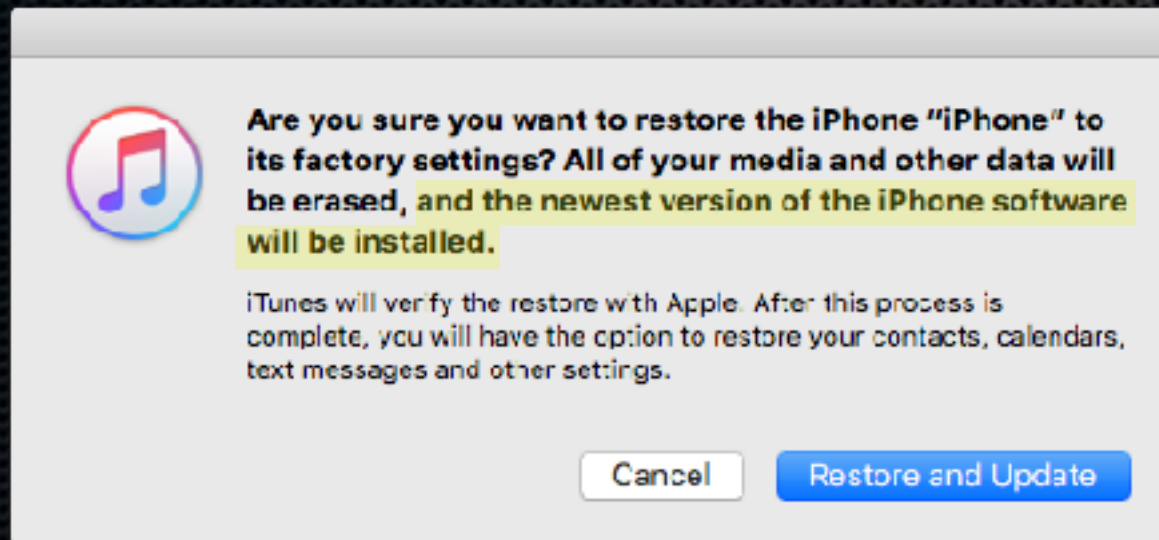 Are you sure you want to restore the iPhone "iPhone" to
its factory settings? All of your media and other data will
be erased, and the newest version of the iPhone software
will be installed.
iTunes will verify the restore with Apple. After this process is
complete, you will have the option to restore your contacts, calendars,
text messages and other settings.
Cancel
Restore and Update